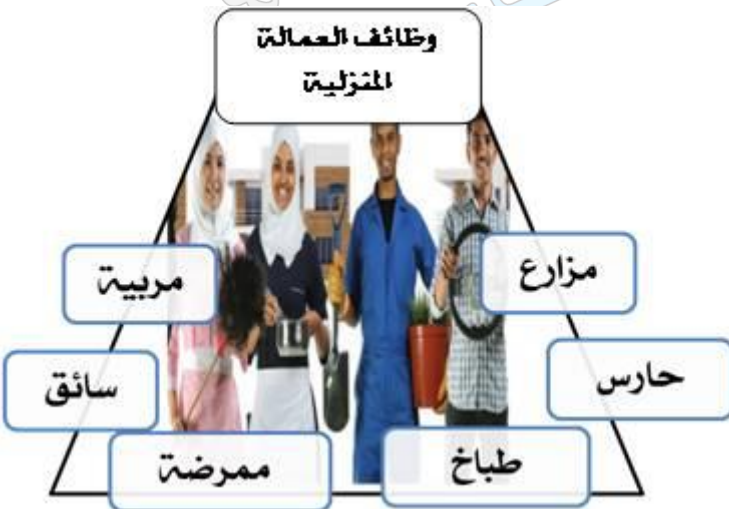 وظائف العمالة
المنزلية
مزارع
مربية
حارس
سائق
طباخ
ممرضة